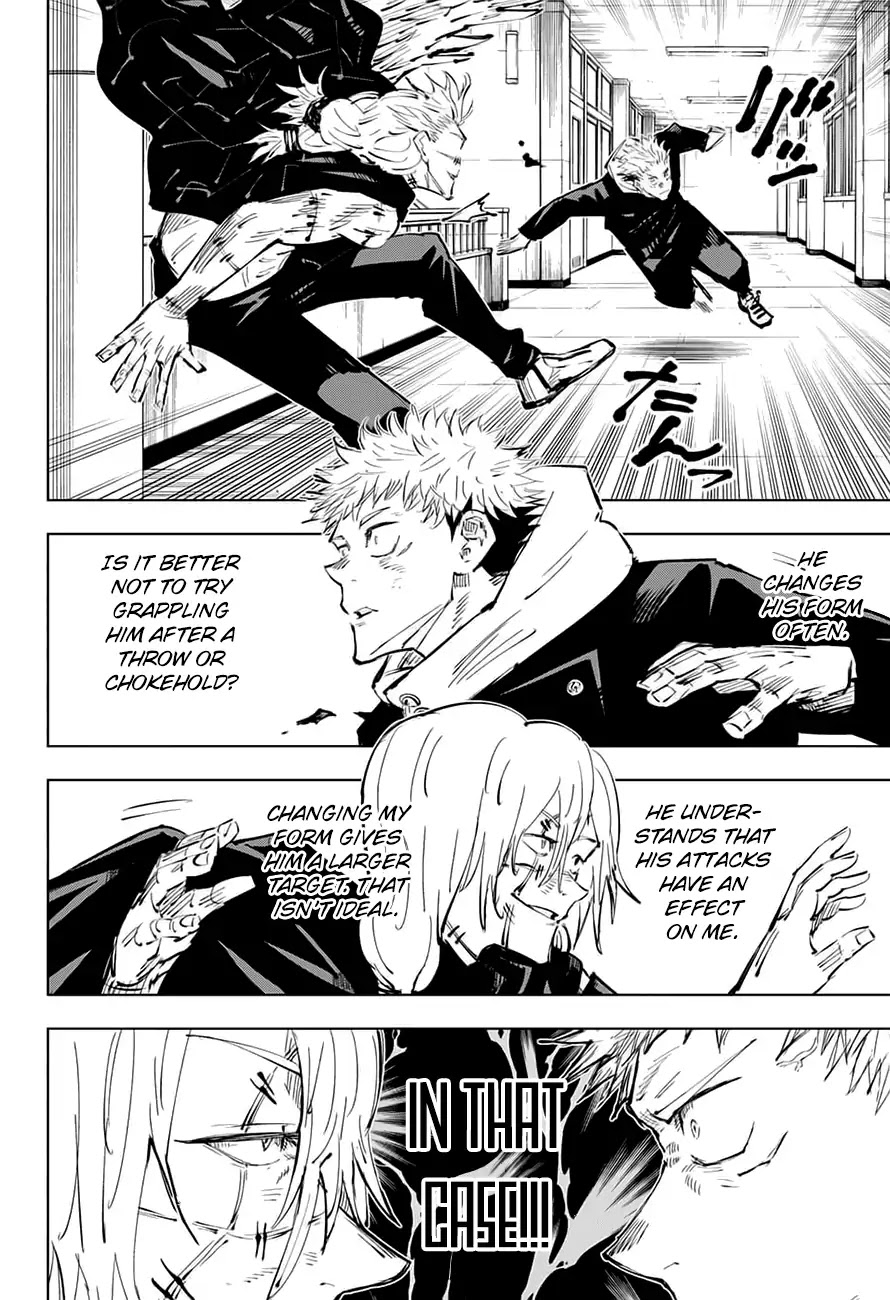 ダッ
たんっ
HE
CHANGES
HIS FORM
OFTEN.
IS IT BETTER
NOT TO TRY
GRAPPLING
HIM AFTER A
THROW OR
CHOKEHOLD?
HE UNDER-
STANDS THAT
HIS ATTACKS
HAVE AN
EFFECT
ON ME.
CHANGING MY
FORM GIVES
HIM A LARGER
TARGET. THAT
ISN'T IDEAL.
IN THAT
CASE!!!